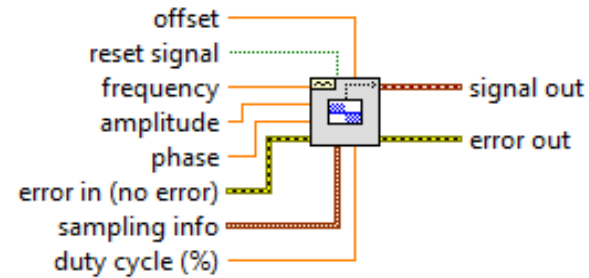 offset
reset signal
frequency
signal out
amplitude
error out
phase
error in (no error)
sampling info
duty cycle (%)